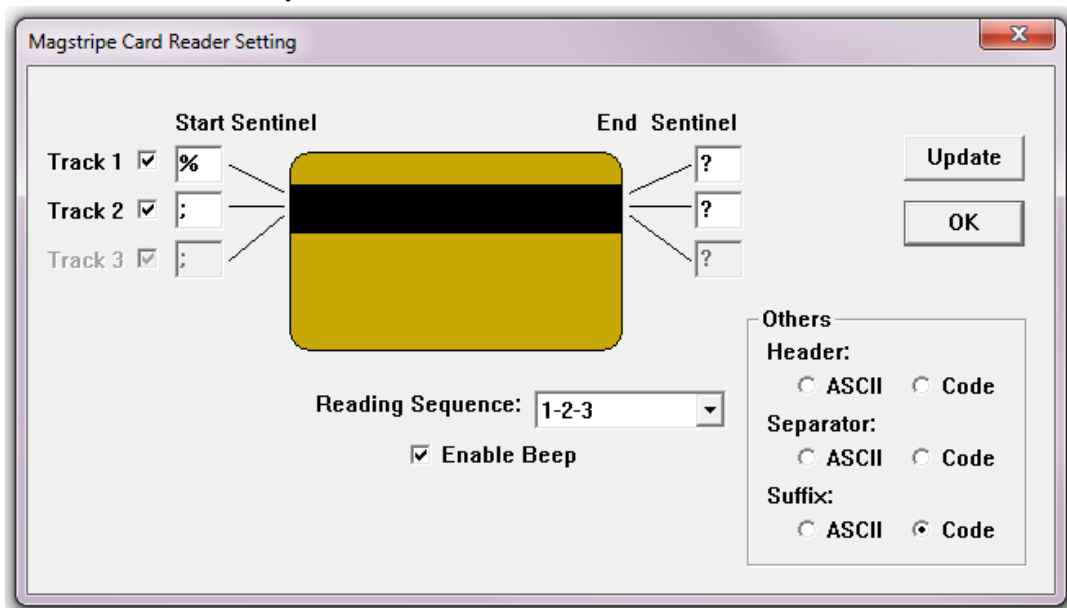 Magstripe Card Reader Setting
X
Start Sentinel End Sentinel
Track 1 % ? Update
Track 2 ; ? OK
Track 3 ; ?
Others
Header:
ASCII Code
Reading Sequence: 1-2-3
Separator:
Enable Beep
ASCII Code
Suffix:
ASCII Code